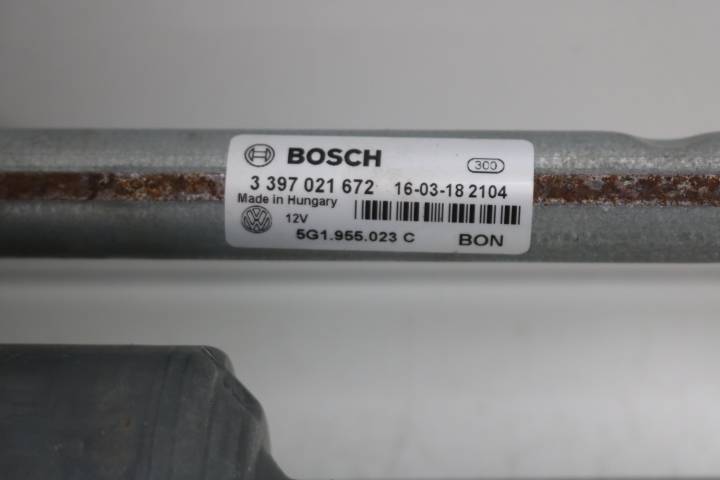 BOSCH 300
3 397 021 672 16-03-18 2104
Made in Hungary
12V
5G1.955.023 C BON